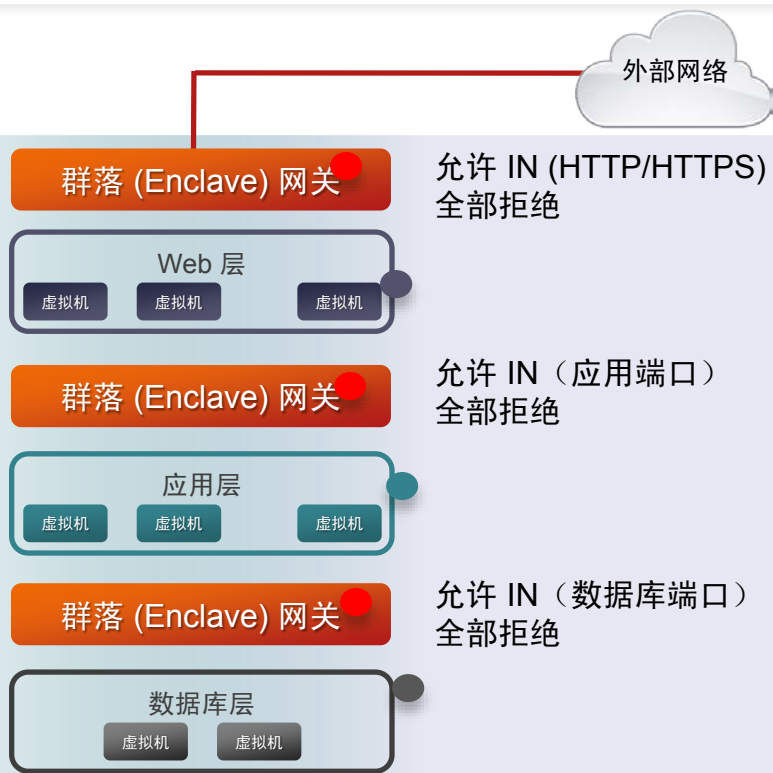 外部网络
群落 (Enclave) 网关
允许 IN (HTTP/HTTPS)
全部拒绝
Web 层
虚拟机 虚拟机 虚拟机
群落 (Enclave) 网关
允许 IN（应用端口）
全部拒绝
应用层
虚拟机 虚拟机 虚拟机
群落 (Enclave) 网关
允许 IN（数据库端口）
全部拒绝
数据库层
虚拟机 虚拟机